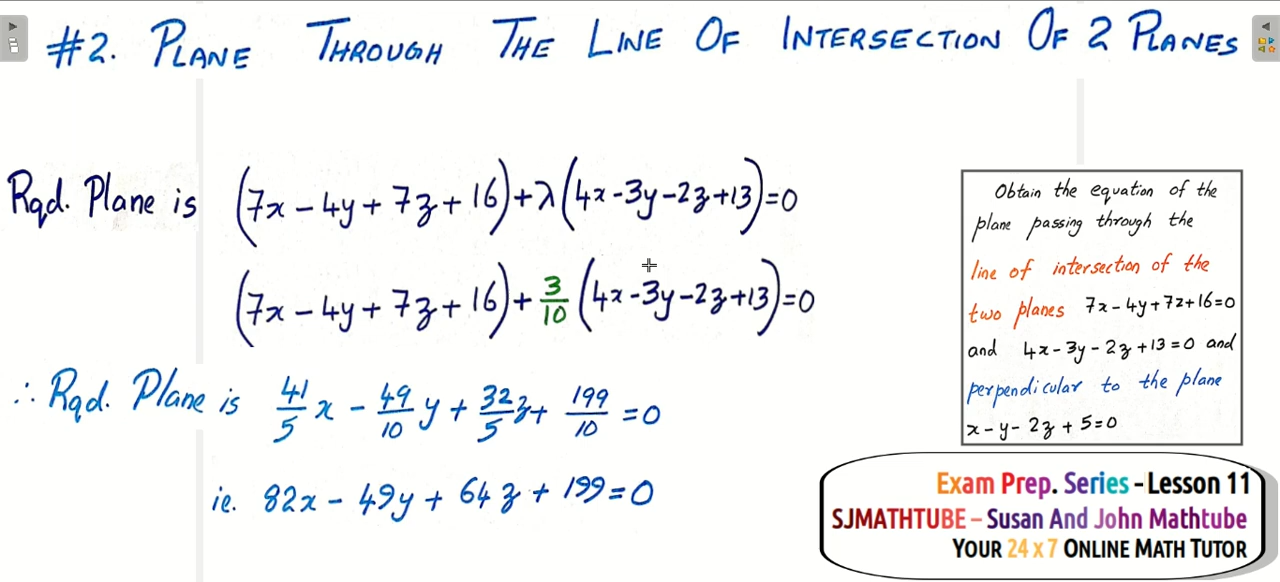 #2. PLANE THROUGH THE LINE OF INTERSECTION OF 2 PLANES
Rqd. Plane is (7x - 4y + 7z + 16) + λ(4x - 3y - 2z + 13) = 0
(7x - 4y + 7z + 16) + 3/10 (4x - 3y - 2z + 13) = 0
∴ Rqd. Plane is 41/5 x - 49/10 y + 32/5 z + 199/10 = 0
ie. 82x - 49y + 64z + 199 = 0
Obtain the equation of the
plane passing through the
line of intersection of the
two planes 7x - 4y + 7z + 16 = 0
and 4x - 3y - 2z + 13 = 0 and
perpendicular to the plane
x - y - 2z + 5 = 0
Exam Prep. Series - Lesson 11
SJMATHTUBE – Susan And John Mathtube
YOUR 24 x 7 ONLINE MATH TUTOR